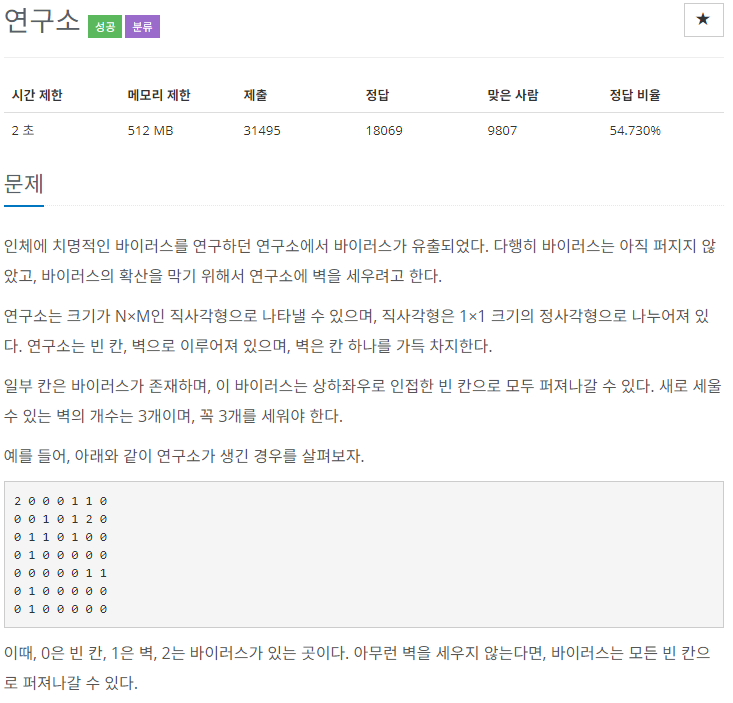 연구소 성공 분류
★
시간 제한 메모리 제한 제출 정답 맞은 사람 정답 비율
2 초 512 MB 31495 18069 9807 54.730%
문제
인체에 치명적인 바이러스를 연구하던 연구소에서 바이러스가 유출되었다. 다행히 바이러스는 아직 퍼지지 않
았고, 바이러스의 확산을 막기 위해서 연구소에 벽을 세우려고 한다.
연구소는 크기가 N×M인 직사각형으로 나타낼 수 있으며, 직사각형은 1×1 크기의 정사각형으로 나누어져 있
다. 연구소는 빈 칸, 벽으로 이루어져 있으며, 벽은 칸 하나를 가득 차지한다.
일부 칸은 바이러스가 존재하며, 이 바이러스는 상하좌우로 인접한 빈 칸으로 모두 퍼져나갈 수 있다. 새로 세울
수 있는 벽의 개수는 3개이며, 꼭 3개를 세워야 한다.
예를 들어, 아래와 같이 연구소가 생긴 경우를 살펴보자.
2 0 0 0 1 1 0
0 0 1 0 1 2 0
0 1 1 0 1 0 0
0 1 0 0 0 0 0
0 0 0 0 0 1 1
0 1 0 0 0 0 0
0 1 0 0 0 0 0
이때, 0은 빈 칸, 1은 벽, 2는 바이러스가 있는 곳이다. 아무런 벽을 세우지 않는다면, 바이러스는 모든 빈 칸으
로 퍼져나갈 수 있다.